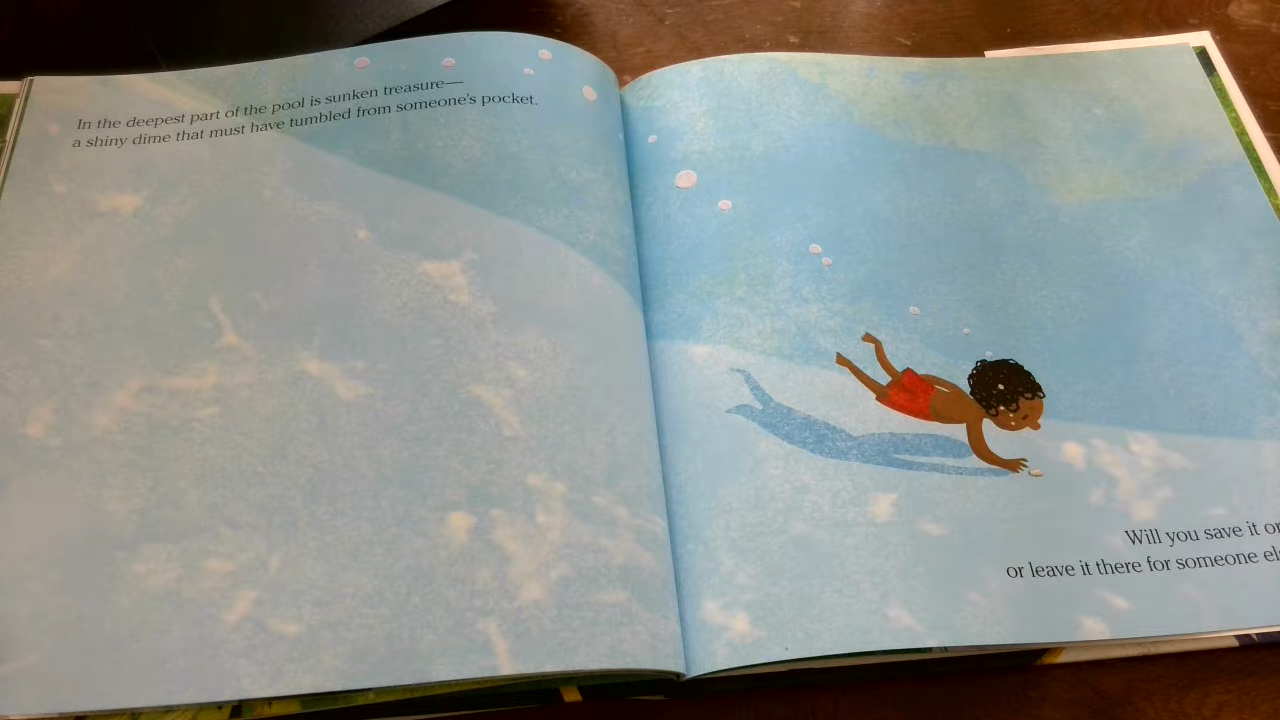 In the deepest part of the pool is sunken treasure—
a shiny dime that must have tumbled from someone's pocket.
Will you save it
or leave it there for someone